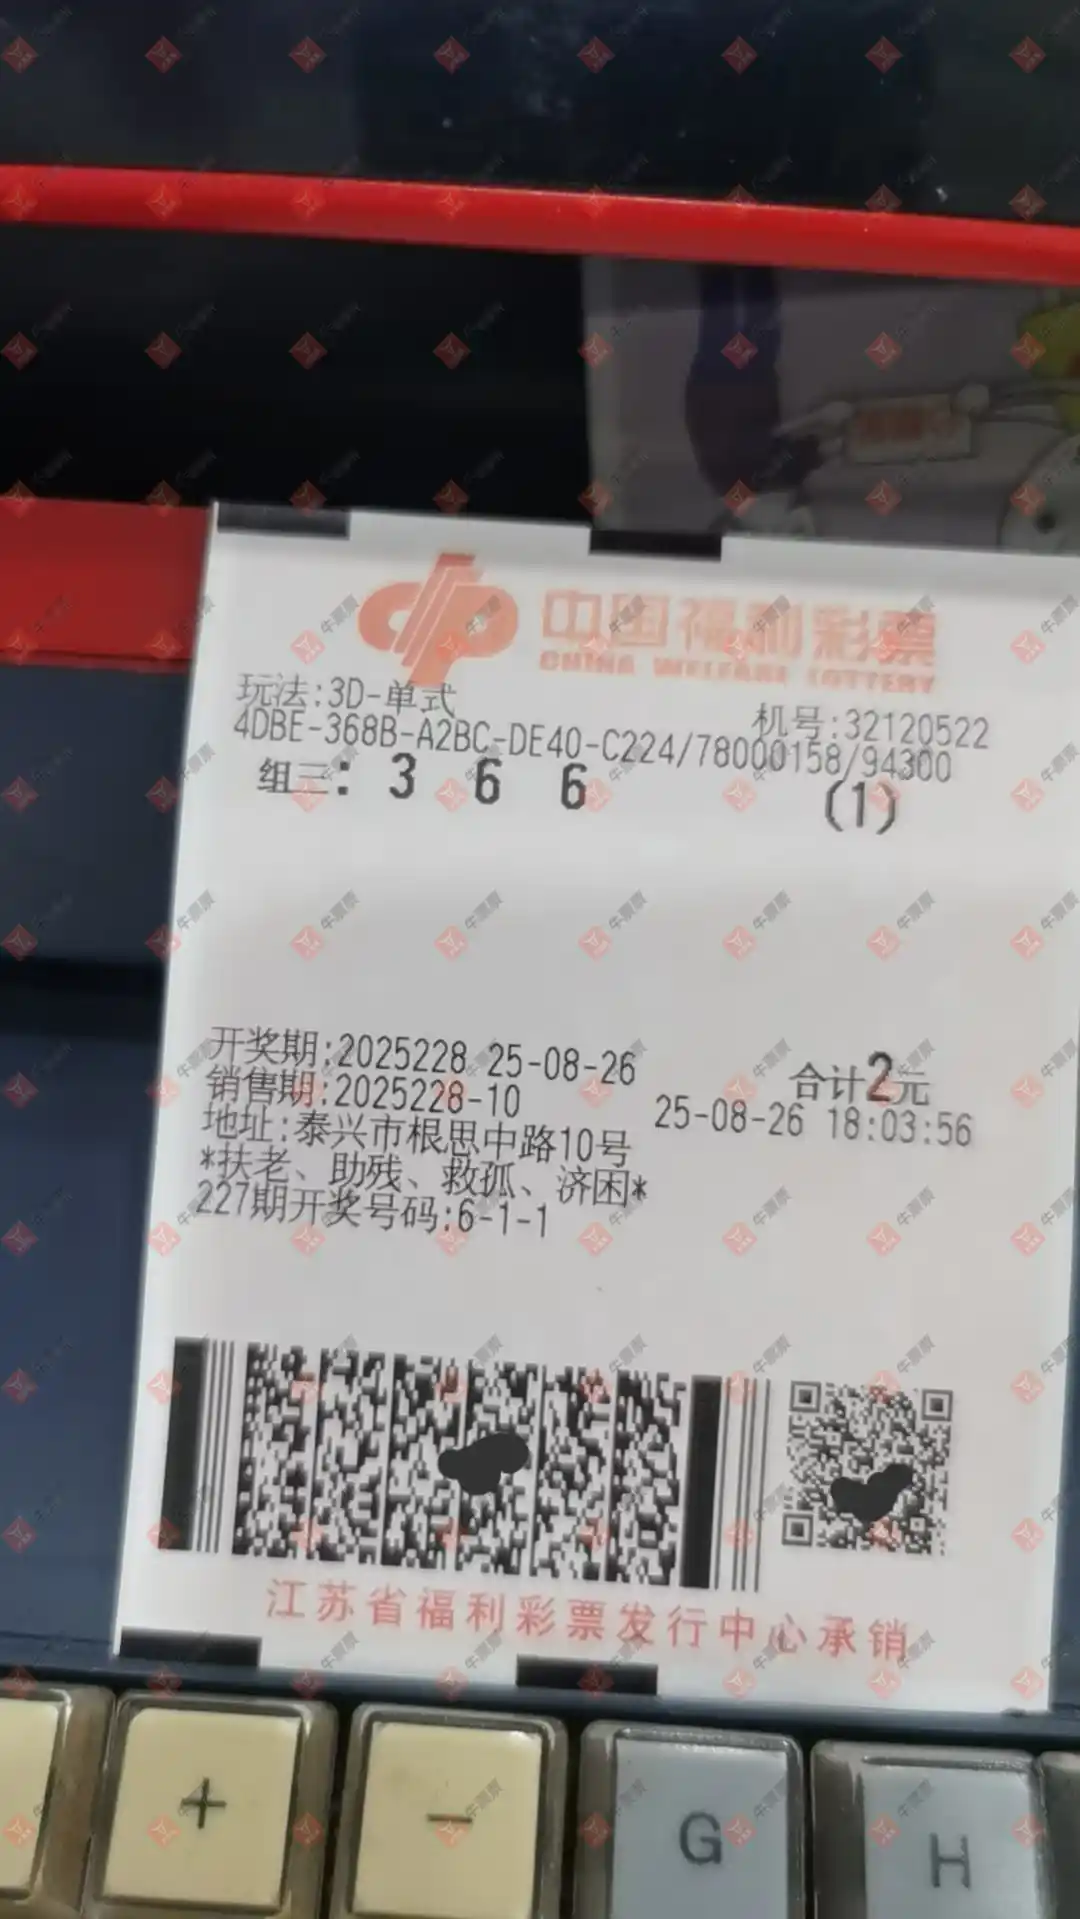 中国福利彩票
CHINA WELFARE LOTTERY
玩法:3D-单式
机号:32120522
4DBE-368B-A2BC-DE40-C224/78000158/94300
组三: 3 6 6 (1)
开奖期:2025228 25-08-26
合计2元
销售期:2025228-10
25-08-26 18:03:56
地址:泰兴市根思中路10号
*扶老、助残、救孤、济困*
227期开奖号码:6-1-1
江苏省福利彩票发行中心承销
+
-
G
H
牛票票